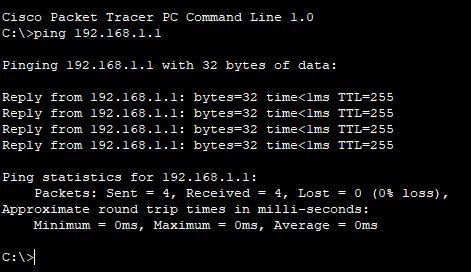 Cisco Packet Tracer PC Command Line 1.0
C:\>ping 192.168.1.1
Pinging 192.168.1.1 with 32 bytes of data:
Reply from 192.168.1.1: bytes=32 time<1ms TTL=255
Reply from 192.168.1.1: bytes=32 time<1ms TTL=255
Reply from 192.168.1.1: bytes=32 time<1ms TTL=255
Reply from 192.168.1.1: bytes=32 time<1ms TTL=255
Ping statistics for 192.168.1.1:
Packets: Sent = 4, Received = 4, Lost = 0 (0% loss),
Approximate round trip times in milli-seconds:
Minimum = 0ms, Maximum = 0ms, Average = 0ms
C:\>